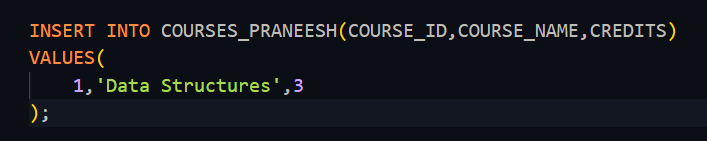 INSERT INTO COURSES_PRANEESH(COURSE_ID,COURSE_NAME,CREDITS)
VALUES(
    1,'Data Structures',3
);